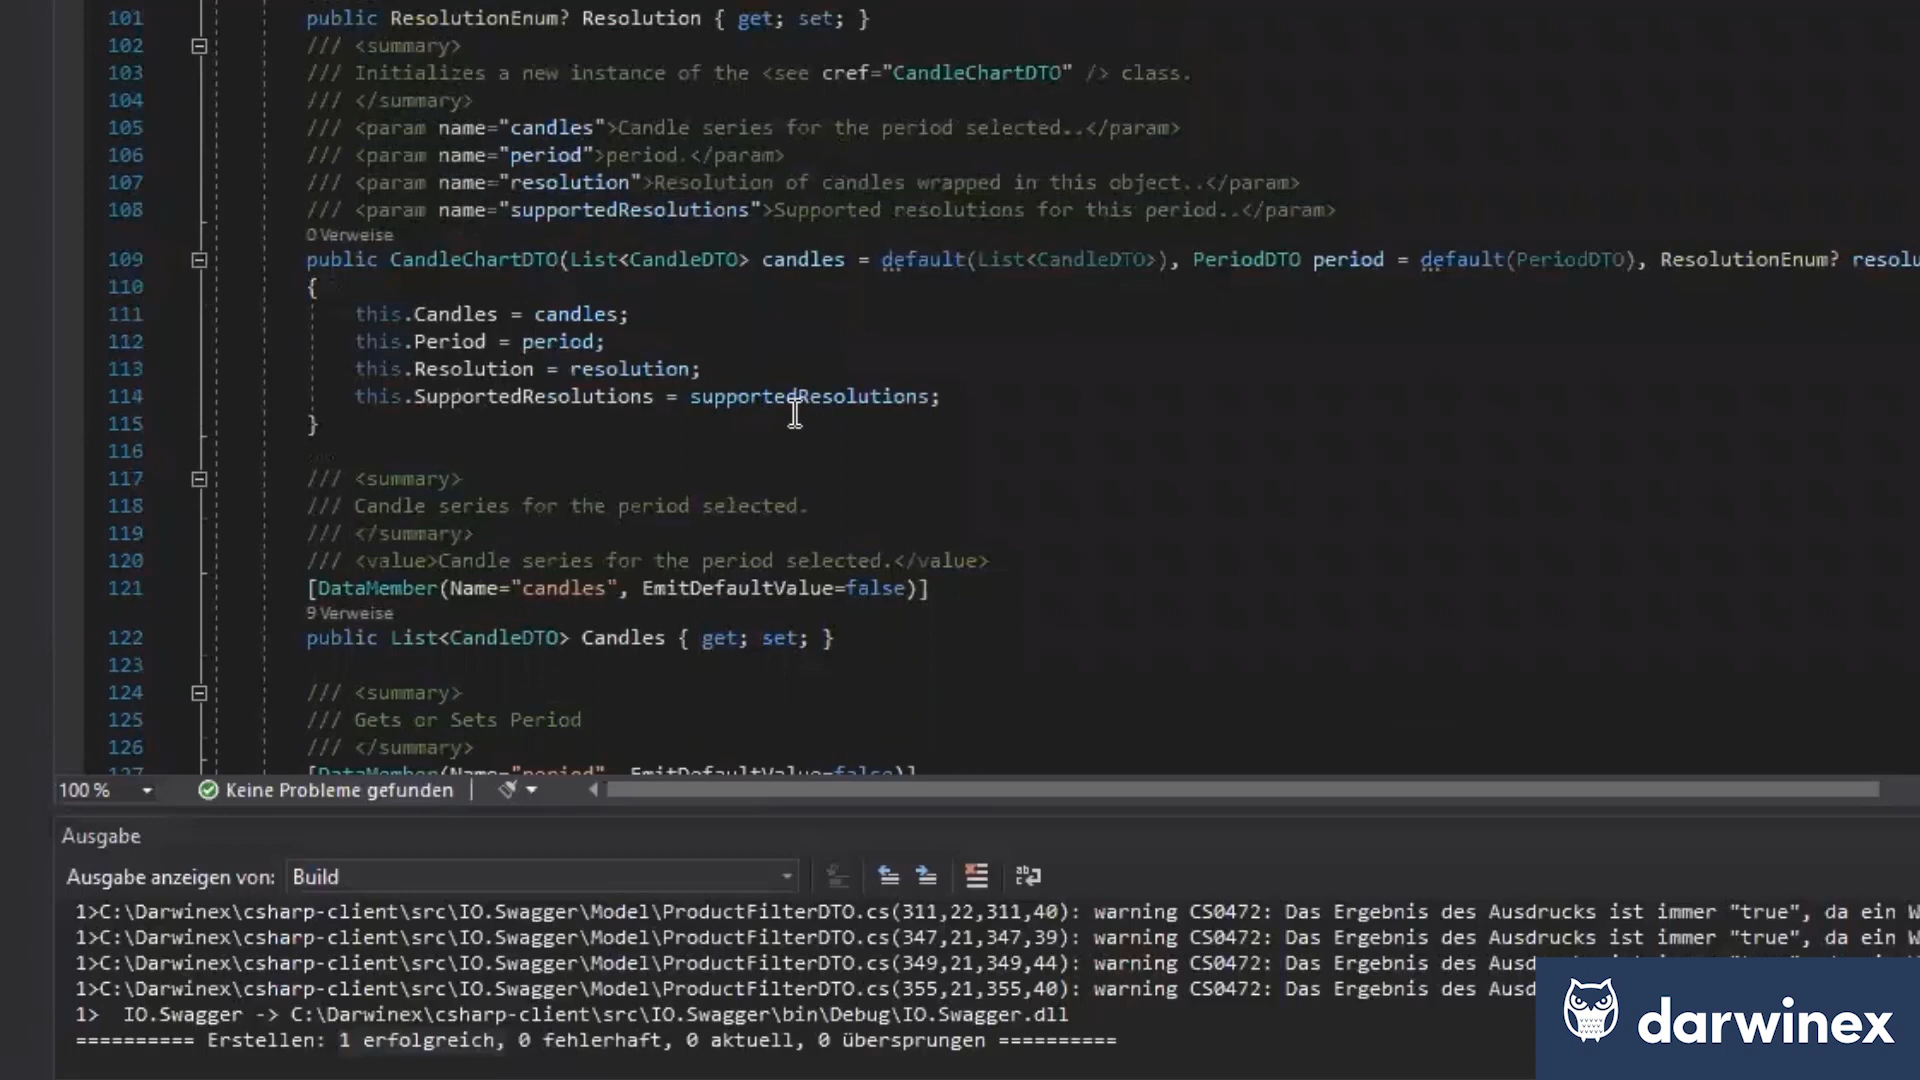 101 public ResolutionEnum? Resolution { get; set; }
102 /// <summary>
103 /// Initializes a new instance of the <see cref="CandleChartDTO" /> class.
104 /// </summary>
105 /// <param name="candles">Candle series for the period selected..</param>
106 /// <param name="period">period.</param>
107 /// <param name="resolution">Resolution of candles wrapped in this object..</param>
108 /// <param name="supportedResolutions">Supported resolutions for this period..</param>
0 Verweise
109 public CandleChartDTO(List<CandleDTO> candles = default(List<CandleDTO>), PeriodDTO period = default(PeriodDTO), ResolutionEnum? resolu
110 {
111 this.Candles = candles;
112 this.Period = period;
113 this.Resolution = resolution;
114 this.SupportedResolutions = supportedResolutions;
115 }
116
117 /// <summary>
118 /// Candle series for the period selected.
119 /// </summary>
120 /// <value>Candle series for the period selected.</value>
121 [DataMember(Name="candles", EmitDefaultValue=false)]
9 Verweise
122 public List<CandleDTO> Candles { get; set; }
123
124 /// <summary>
125 /// Gets or Sets Period
126 /// </summary>
127 [DataMember(Name="period", EmitDefaultValue=false)]
100 % Keine Probleme gefunden
Ausgabe
Ausgabe anzeigen von: Build
1>C:\Darwinex\csharp-client\src\IO.Swagger\Model\ProductFilterDTO.cs(311,22,311,40): warning CS0472: Das Ergebnis des Ausdrucks ist immer "true", da ein W
1>C:\Darwinex\csharp-client\src\IO.Swagger\Model\ProductFilterDTO.cs(347,21,347,39): warning CS0472: Das Ergebnis des Ausdrucks ist immer "true", da ein W
1>C:\Darwinex\csharp-client\src\IO.Swagger\Model\ProductFilterDTO.cs(349,21,349,44): warning CS0472: Das Ergebnis des Ausd
1>C:\Darwinex\csharp-client\src\IO.Swagger\Model\ProductFilterDTO.cs(355,21,355,40): warning CS0472: Das Ergebnis des Ausd
1> IO.Swagger -> C:\Darwinex\csharp-client\src\IO.Swagger\bin\Debug\IO.Swagger.dll
========== Erstellen: 1 erfolgreich, 0 fehlerhaft, 0 aktuell, 0 übersprungen ==========
darwinex